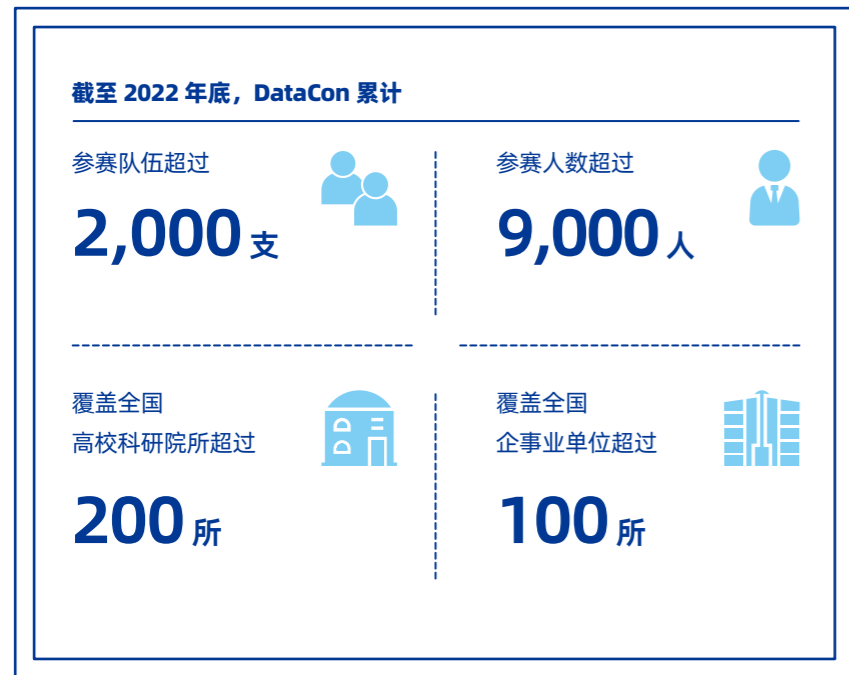 截至 2022 年底，DataCon 累计
参赛队伍超过
2,000 支
参赛人数超过
9,000 人
覆盖全国
高校科研院所超过
200 所
覆盖全国
企事业单位超过
100 所